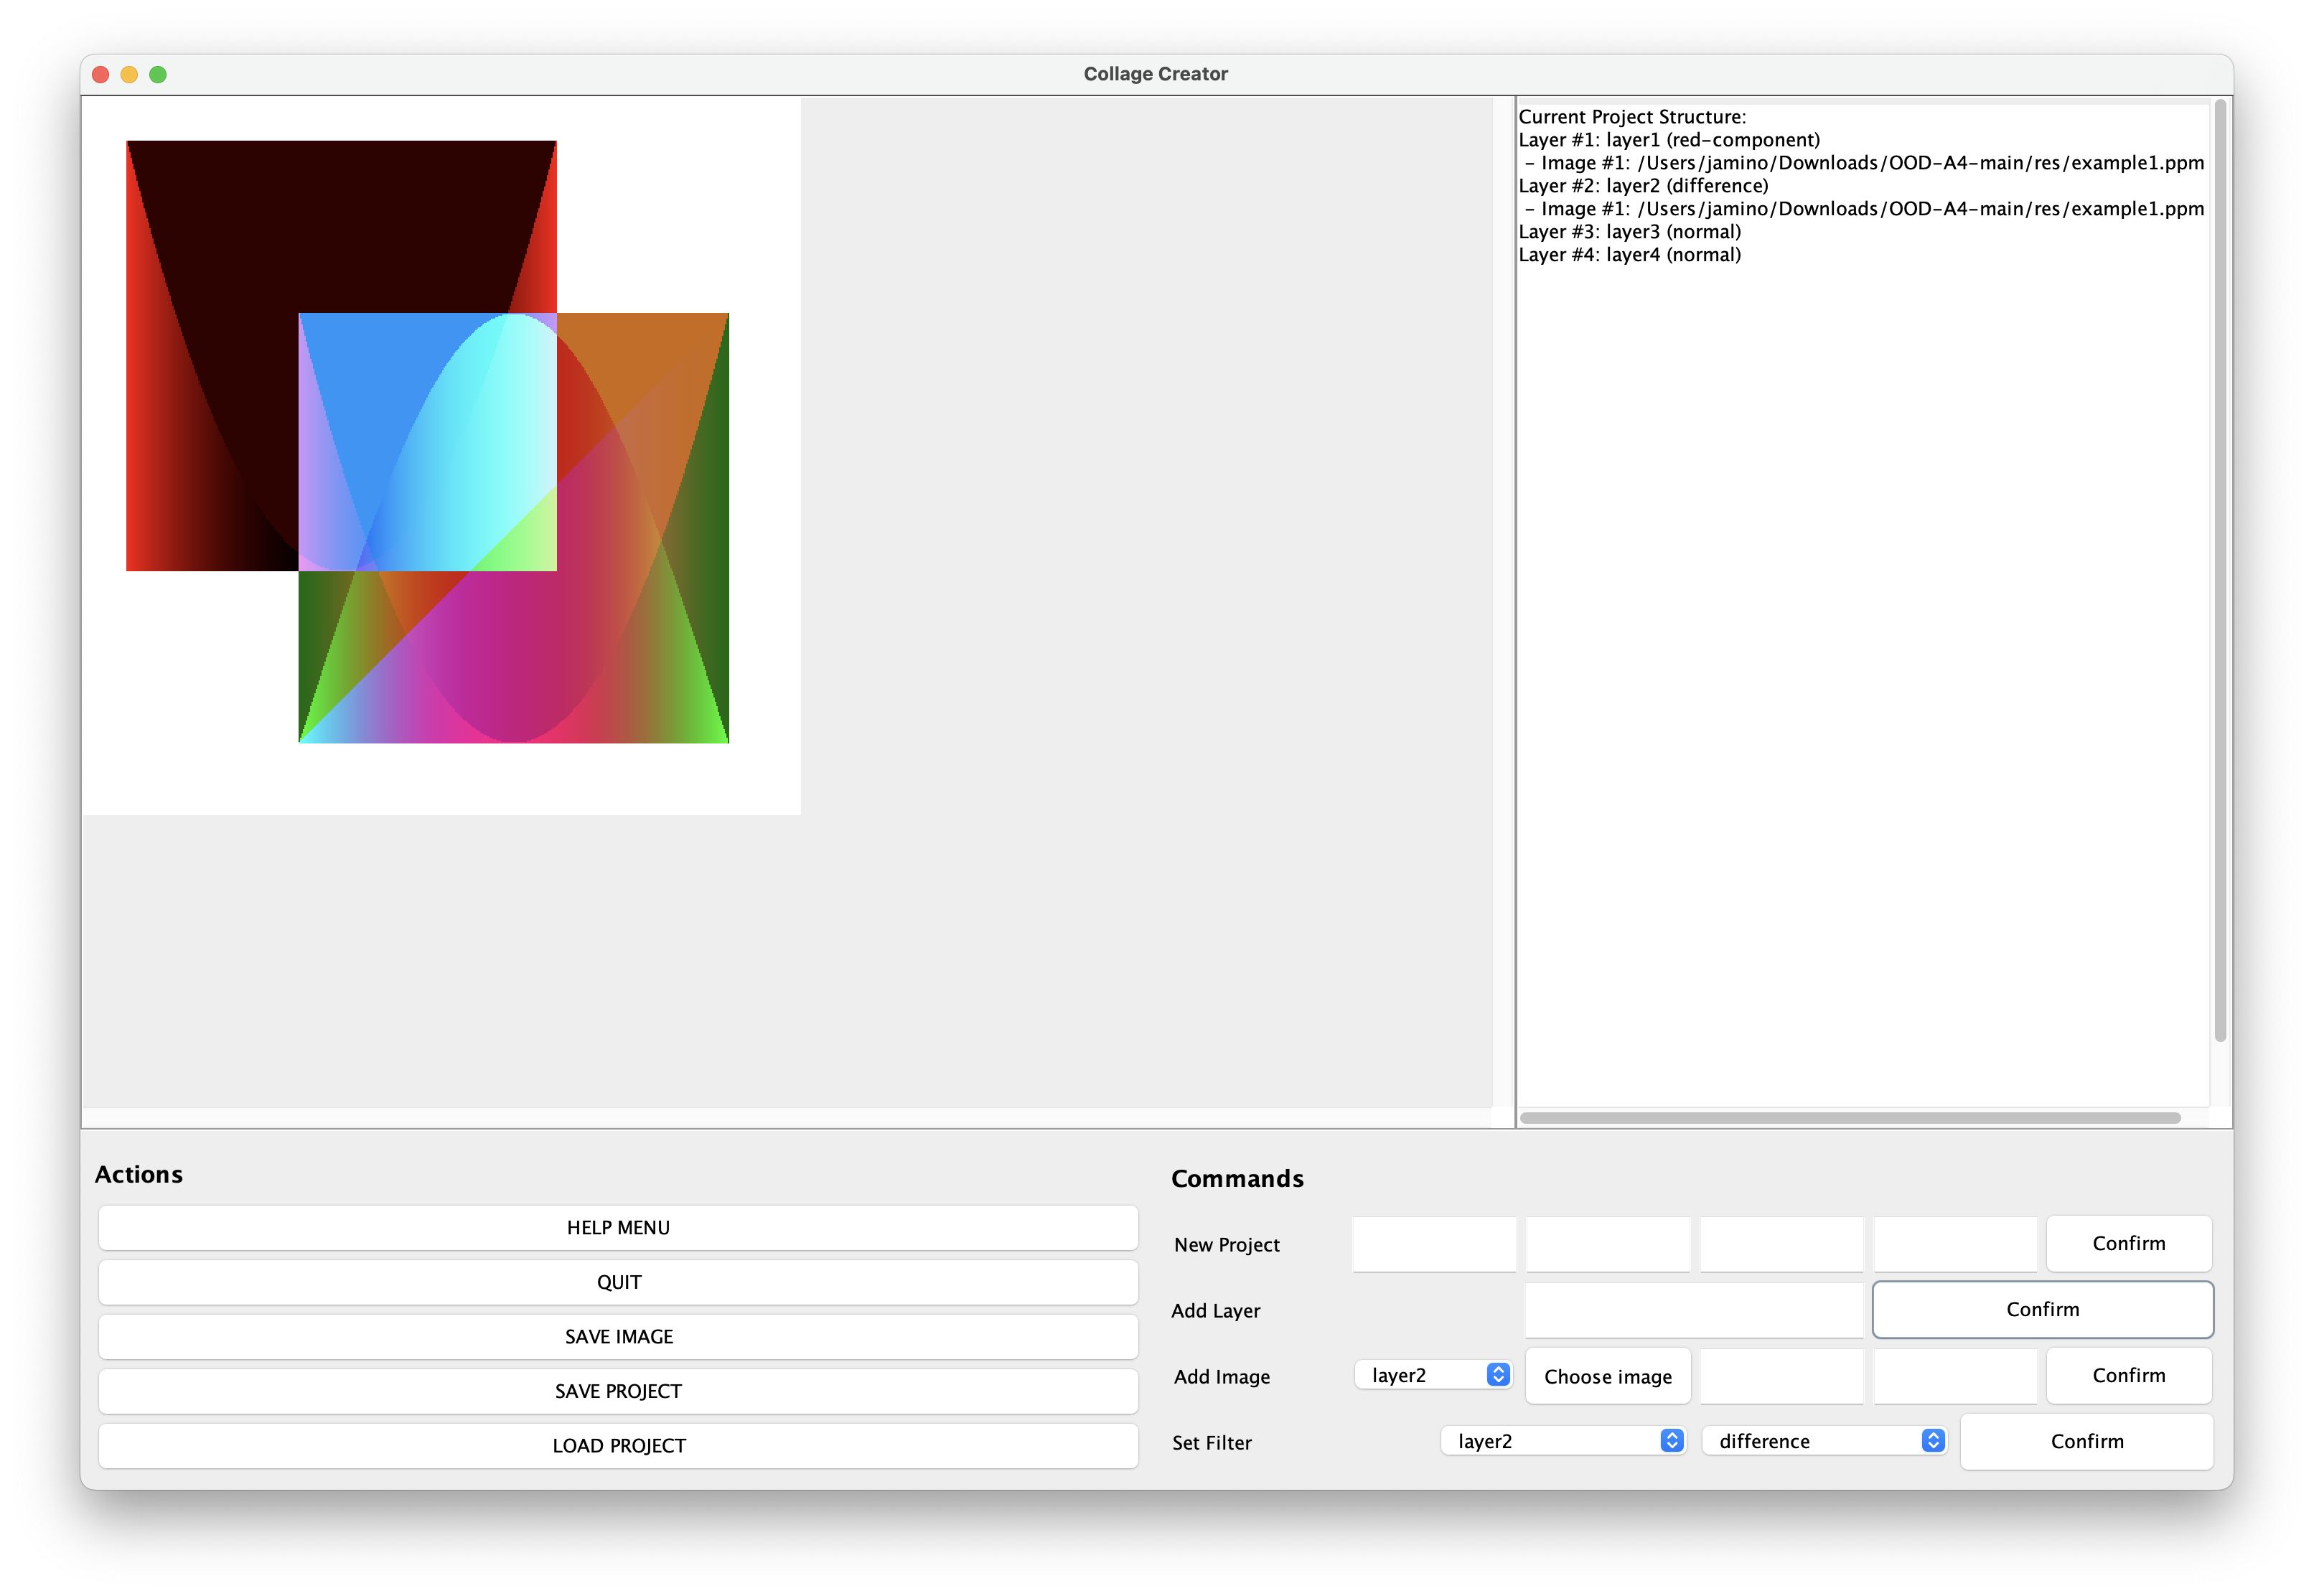 Collage Creator
Current Project Structure:
Layer #1: layer1 (red-component)
- Image #1: /Users/jamino/Downloads/OOD-A4-main/res/example1.ppm
Layer #2: layer2 (difference)
- Image #1: /Users/jamino/Downloads/OOD-A4-main/res/example1.ppm
Layer #3: layer3 (normal)
Layer #4: layer4 (normal)
Actions
HELP MENU
QUIT
SAVE IMAGE
SAVE PROJECT
LOAD PROJECT
Commands
New Project Confirm
Add Layer Confirm
Add Image layer2 Choose image Confirm
Set Filter layer2 difference Confirm